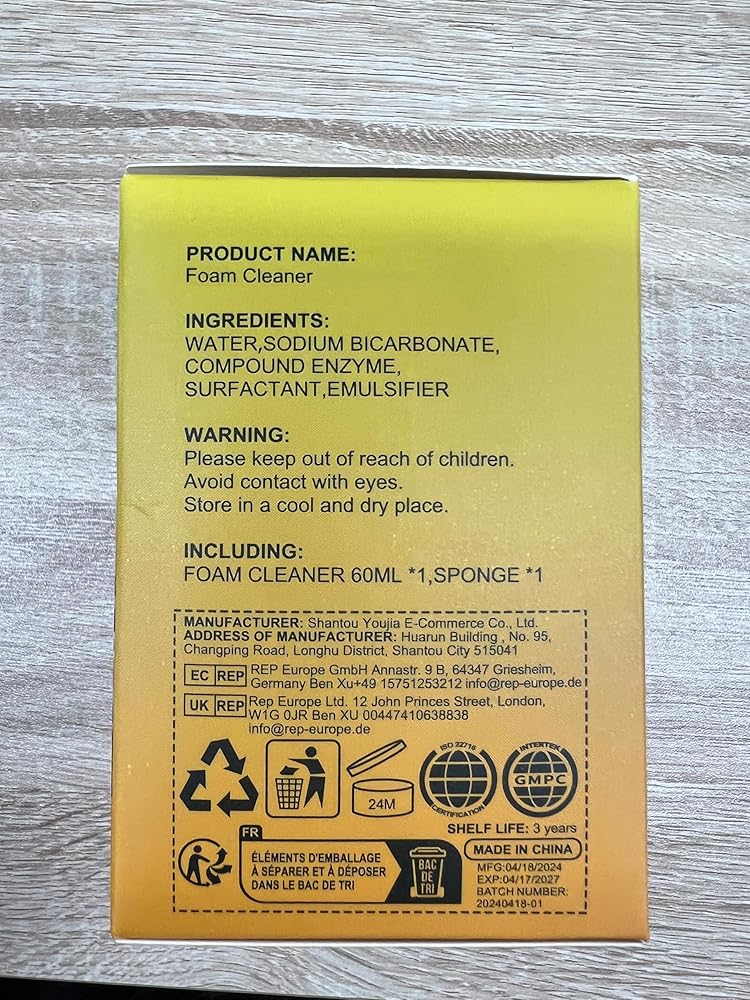 PRODUCT NAME:
Foam Cleaner
INGREDIENTS:
WATER,SODIUM BICARBONATE,
COMPOUND ENZYME,
SURFACTANT,EMULSIFIER
WARNING:
Please keep out of reach of children.
Avoid contact with eyes.
Store in a cool and dry place.
INCLUDING:
FOAM CLEANER 60ML *1,SPONGE *1
MANUFACTURER: Shantou Youjia E-Commerce Co., Ltd.
ADDRESS OF MANUFACTURER: Huarun Building , No. 95,
Changping Road, Longhu District, Shantou City 515041
EC REP REP Europe GmbH Annastr. 9 B, 64347 Griesheim,
Germany Ben Xu+49 15751253212 info@rep-europe.de
UK REP Rep Europe Ltd. 12 John Princes Street, London,
W1G 0JR Ben XU 00447410638838
info@rep-europe.de
24M
ISO 22716
CERTIFICATION
INTERTEK
GMPC
SHELF LIFE: 3 years
FR
ÉLÉMENTS D'EMBALLAGE
À SÉPARER ET À DÉPOSER
DANS LE BAC DE TRI
BAC
DE
TRI
MADE IN CHINA
MFG:04/18/2024
EXP:04/17/2027
BATCH NUMBER:
20240418-01